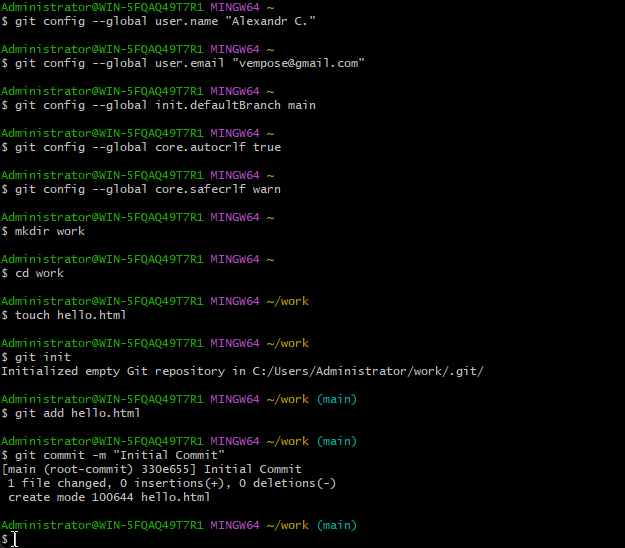 Administrator@WIN-5FQAQ49T7R1 MINGW64 ~
$ git config --global user.name "Alexandr C."
Administrator@WIN-5FQAQ49T7R1 MINGW64 ~
$ git config --global user.email "vempose@gmail.com"
Administrator@WIN-5FQAQ49T7R1 MINGW64 ~
$ git config --global init.defaultBranch main
Administrator@WIN-5FQAQ49T7R1 MINGW64 ~
$ git config --global core.autocrlf true
Administrator@WIN-5FQAQ49T7R1 MINGW64 ~
$ git config --global core.safecrlf warn
Administrator@WIN-5FQAQ49T7R1 MINGW64 ~
$ mkdir work
Administrator@WIN-5FQAQ49T7R1 MINGW64 ~
$ cd work
Administrator@WIN-5FQAQ49T7R1 MINGW64 ~/work
$ touch hello.html
Administrator@WIN-5FQAQ49T7R1 MINGW64 ~/work
$ git init
Initialized empty Git repository in C:/Users/Administrator/work/.git/
Administrator@WIN-5FQAQ49T7R1 MINGW64 ~/work (main)
$ git add hello.html
Administrator@WIN-5FQAQ49T7R1 MINGW64 ~/work (main)
$ git commit -m "Initial Commit"
[main (root-commit) 330e655] Initial Commit
 1 file changed, 0 insertions(+), 0 deletions(-)
 create mode 100644 hello.html
Administrator@WIN-5FQAQ49T7R1 MINGW64 ~/work (main)
$